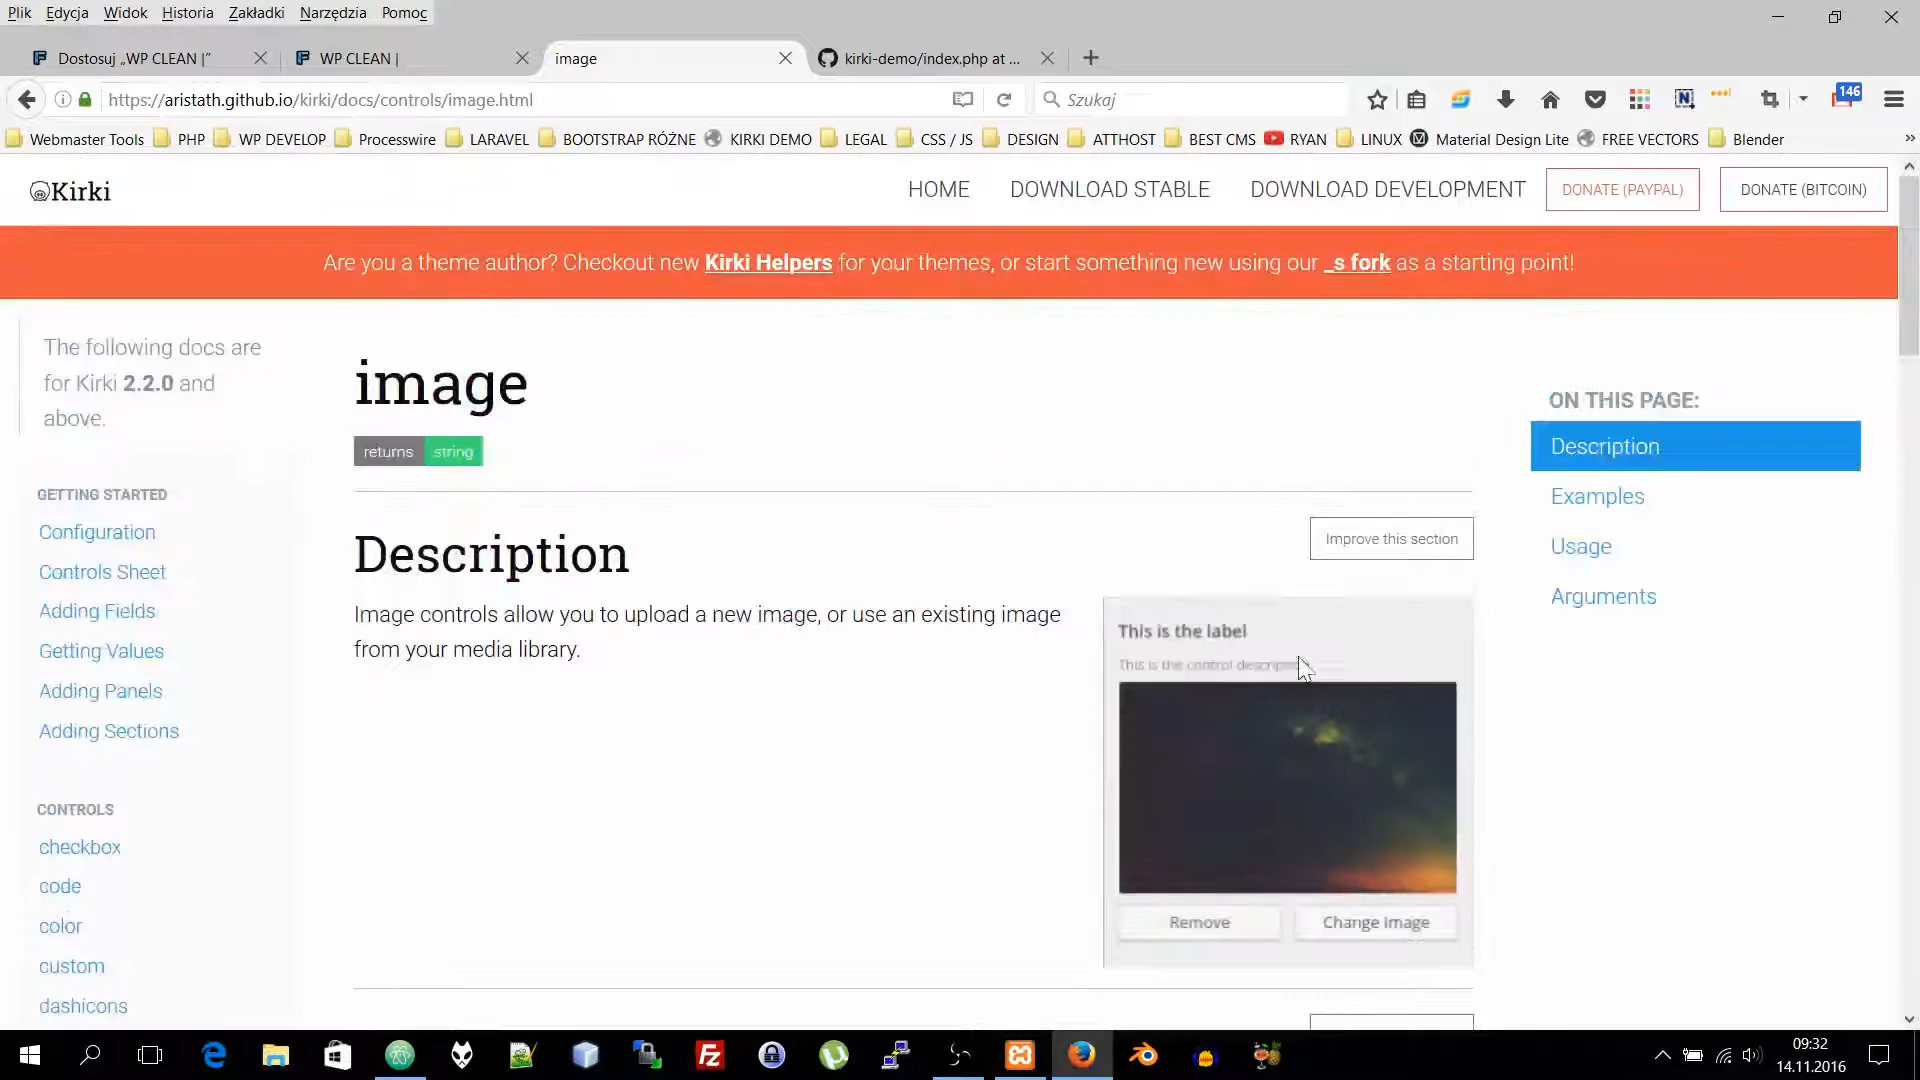 Plik Edycja Widok Historia Zakładki Narzędzia Pomoc
Dostosuj „WP CLEAN |”
WP CLEAN |
image
kirki-demo/index.php at ...
https://aristath.github.io/kirki/docs/controls/image.html
Szukaj
146
Webmaster Tools PHP WP DEVELOP Processwire LARAVEL BOOTSTRAP RÓŻNE KIRKI DEMO LEGAL CSS / JS DESIGN ATTHOST BEST CMS RYAN LINUX Material Design Lite FREE VECTORS Blender
Kirki
HOME DOWNLOAD STABLE DOWNLOAD DEVELOPMENT DONATE (PAYPAL) DONATE (BITCOIN)
Are you a theme author? Checkout new Kirki Helpers for your themes, or start something new using our _s fork as a starting point!
The following docs are
for Kirki 2.2.0 and
above.
GETTING STARTED
Configuration
Controls Sheet
Adding Fields
Getting Values
Adding Panels
Adding Sections
CONTROLS
checkbox
code
color
custom
dashicons
image
returns string
Description
Improve this section
Image controls allow you to upload a new image, or use an existing image
from your media library.
This is the label
This is the control
Remove Change Image
ON THIS PAGE:
Description
Examples
Usage
Arguments
09:32
14.11.2016